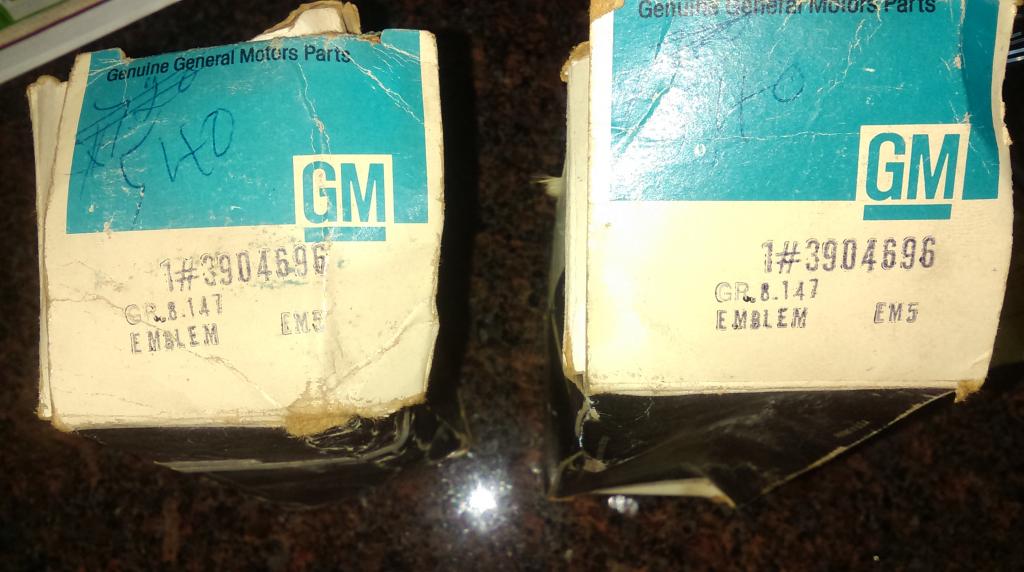 Genuine General Motors Parts
GM
1#3904696
GR. 8.147
EMBLEM EM5
Genuine General Motors Parts
GM
1#3904696
GR. 8.147
EMBLEM EM5